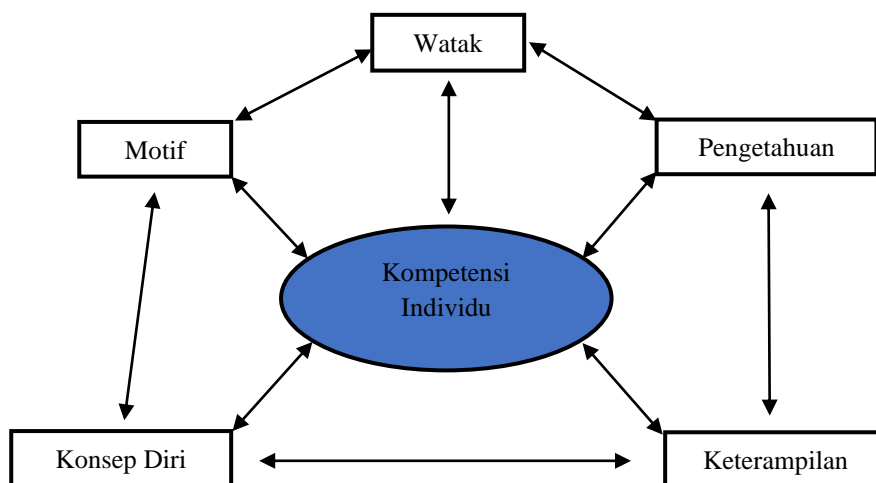 Watak
Motif
Pengetahuan
Kompetensi
Individu
Konsep Diri
Keterampilan